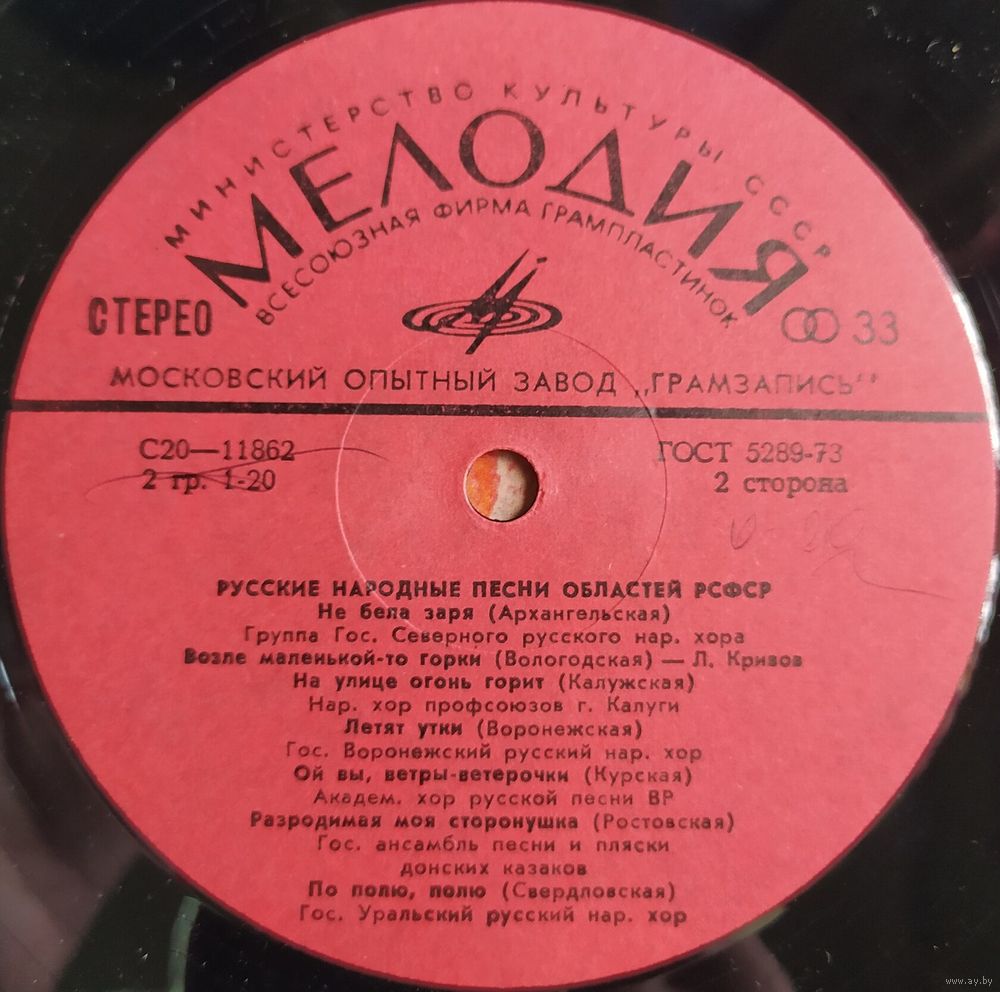 МИНИСТЕРСТВО КУЛЬТУРЫ СССР
МЕЛОДИЯ
ВСЕСОЮЗНАЯ ФИРМА ГРАМПЛАСТИНОК
СТЕРЕО
33
МОСКОВСКИЙ ОПЫТНЫЙ ЗАВОД „ГРАМЗАПИСЬ“
С20—11862
ГОСТ 5289-73
2 гр. 1-20
2 сторона
РУССКИЕ НАРОДНЫЕ ПЕСНИ ОБЛАСТЕЙ РСФСР
Не бела заря (Архангельская)
Группа Гос. Северного русского нар. хора
Возле маленькой-то горки (Вологодская) — Л. Кривов
На улице огонь горит (Калужская)
Нар. хор профсоюзов г. Калуги
Летят утки (Воронежская)
Гос. Воронежский русский нар. хор
Ой вы, ветры-ветерочки (Курская)
Академ. хор русской песни ВР
Разродимая моя сторонушка (Ростовская)
Гос. ансамбль песни и пляски
донских казаков
По полю, полю (Свердловская)
Гос. Уральский русский нар. хор
www.ay.by